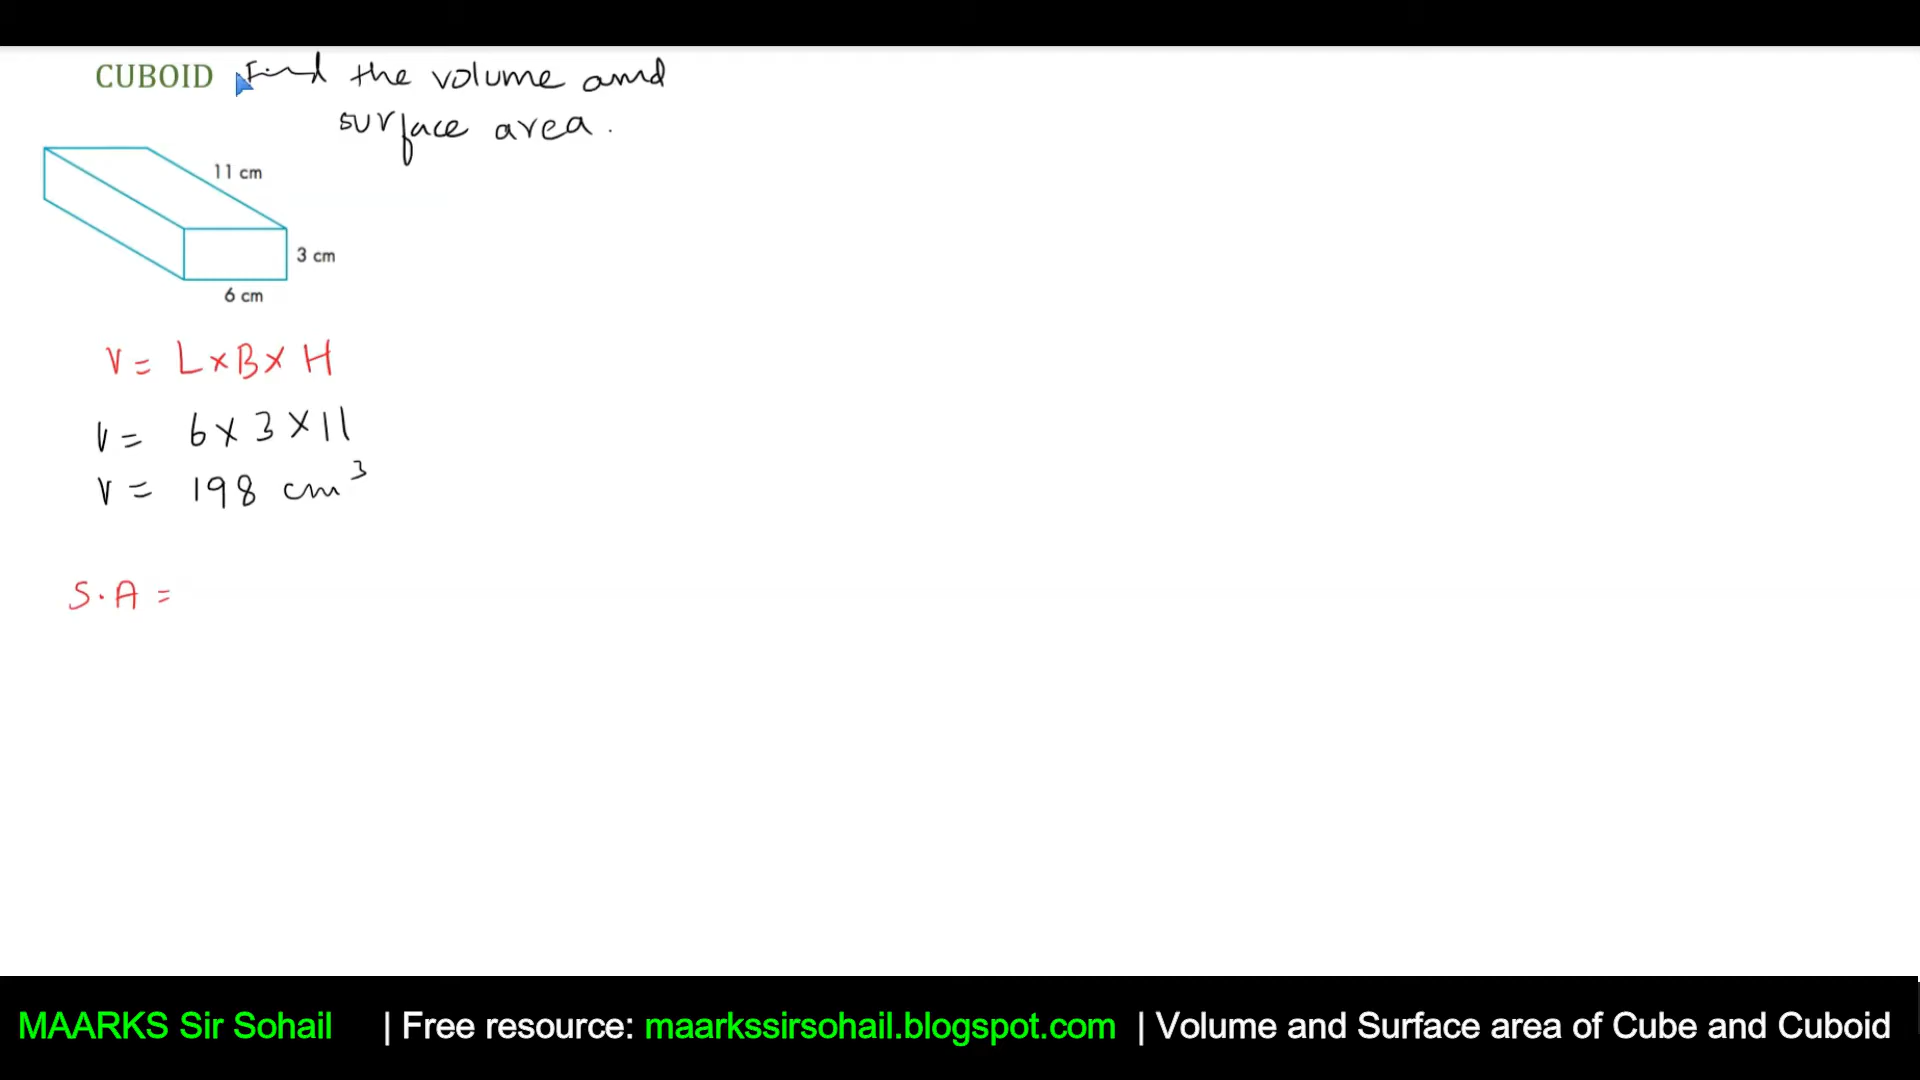 CUBOID Find the volume amd
surface area.
11 cm
3 cm
6 cm
V = L×B× H
V = 6 × 3 × 11
V = 198 cm³
S.A =
MAARKS Sir Sohail | Free resource: maarkssirsohail.blogspot.com | Volume and Surface area of Cube and Cuboid